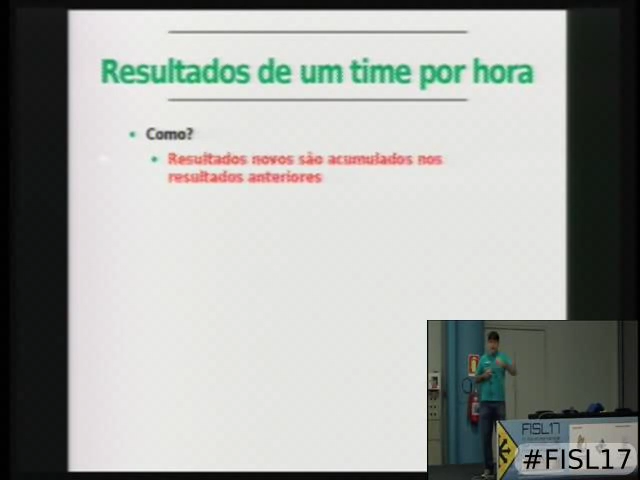 Resultados de um time por hora
Como?
Resultados novos são acumulados nos
resultados anteriores
FISL17
#FISL17